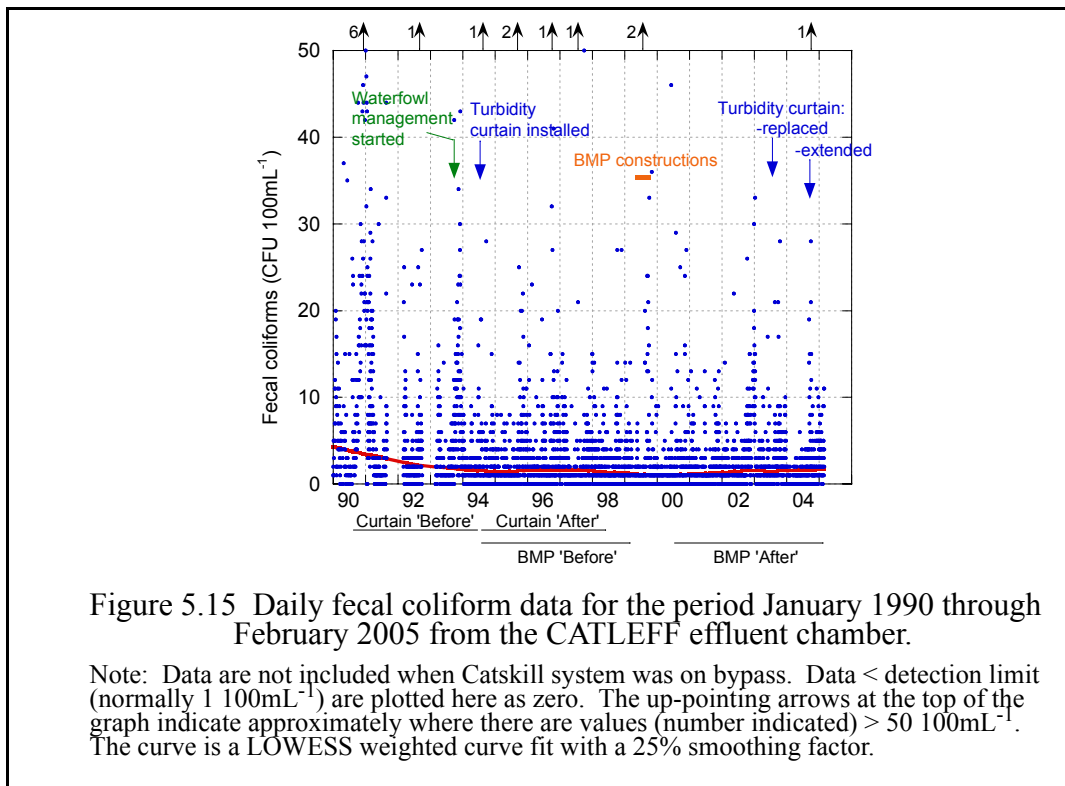 6 1 1 2 1 1 2 1
50
Waterfowl
management
started
Turbidity
curtain installed
Turbidity curtain:
-replaced
-extended
BMP constructions
40
30
20
10
0
Fecal coliforms (CFU 100mL-1)
90 92 94 96 98 00 02 04
Curtain 'Before' Curtain 'After'
BMP 'Before' BMP 'After'
Figure 5.15 Daily fecal coliform data for the period January 1990 through
February 2005 from the CATLEFF effluent chamber.
Note: Data are not included when Catskill system was on bypass. Data < detection limit
(normally 1 100mL-1) are plotted here as zero. The up-pointing arrows at the top of the
graph indicate approximately where there are values (number indicated) > 50 100mL-1.
The curve is a LOWESS weighted curve fit with a 25% smoothing factor.